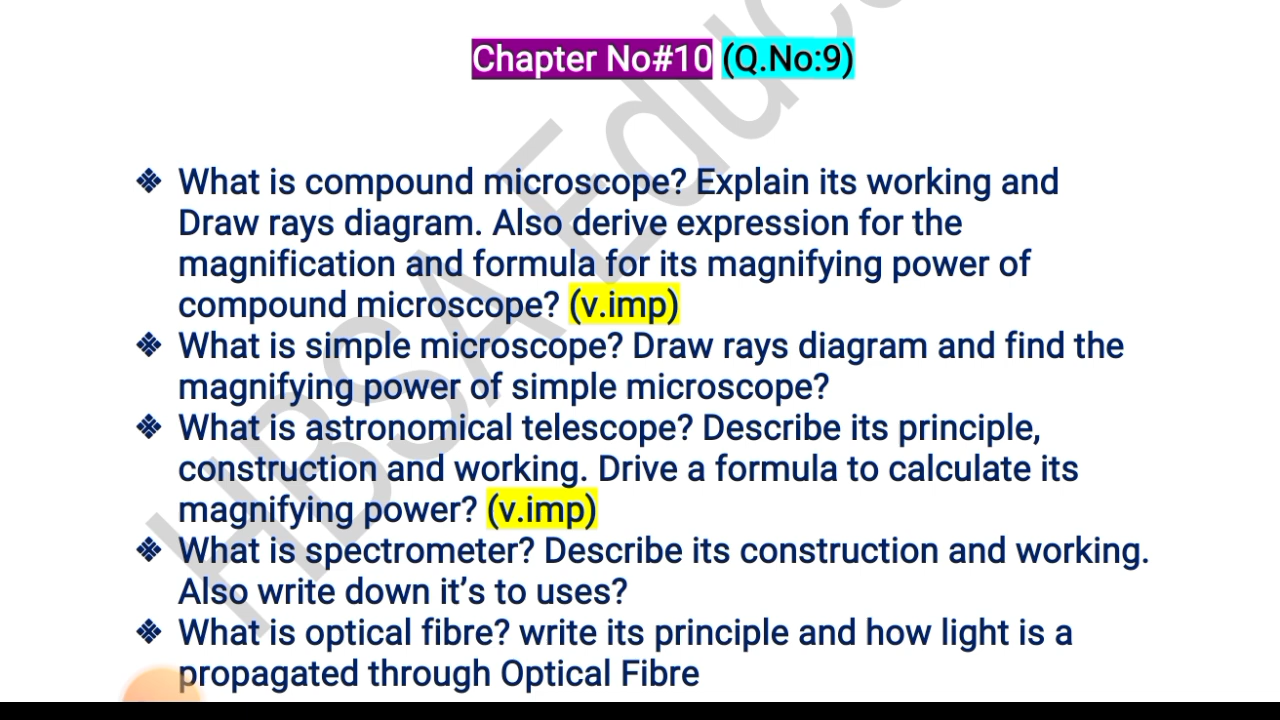 Chapter No#10 (Q.No:9)
❖ What is compound microscope? Explain its working and
Draw rays diagram. Also derive expression for the
magnification and formula for its magnifying power of
compound microscope? (v.imp)
❖ What is simple microscope? Draw rays diagram and find the
magnifying power of simple microscope?
❖ What is astronomical telescope? Describe its principle,
construction and working. Drive a formula to calculate its
magnifying power? (v.imp)
❖ What is spectrometer? Describe its construction and working.
Also write down it’s to uses?
❖ What is optical fibre? write its principle and how light is a
propagated through Optical Fibre
HBSA Educ